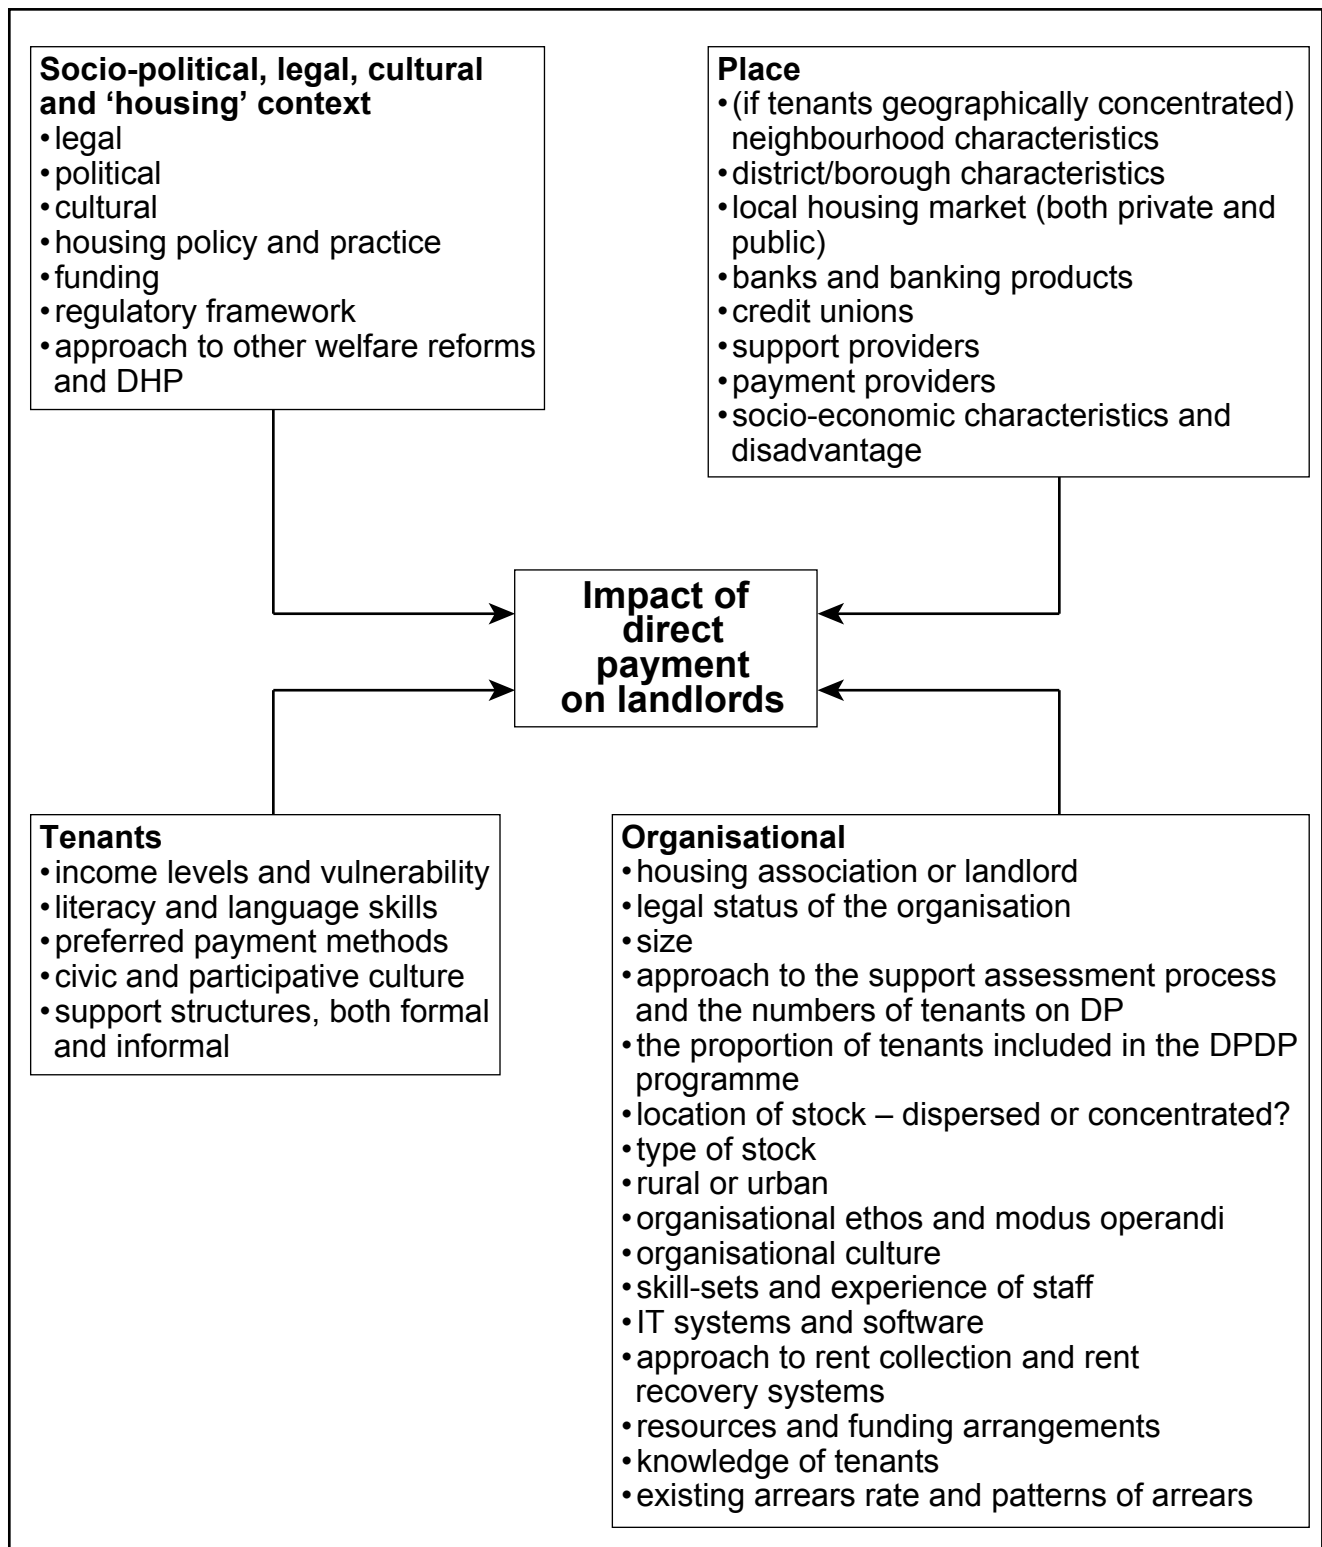 Socio-political, legal, cultural
and ‘housing’ context
• legal
• political
• cultural
• housing policy and practice
• funding
• regulatory framework
• approach to other welfare reforms
and DHP
Place
• (if tenants geographically concentrated)
neighbourhood characteristics
• district/borough characteristics
• local housing market (both private and
public)
• banks and banking products
• credit unions
• support providers
• payment providers
• socio-economic characteristics and
disadvantage
Impact of
direct
payment
on landlords
Tenants
• income levels and vulnerability
• literacy and language skills
• preferred payment methods
• civic and participative culture
• support structures, both formal
and informal
Organisational
• housing association or landlord
• legal status of the organisation
• size
• approach to the support assessment process
and the numbers of tenants on DP
• the proportion of tenants included in the DPDP
programme
• location of stock – dispersed or concentrated?
• type of stock
• rural or urban
• organisational ethos and modus operandi
• organisational culture
• skill-sets and experience of staff
• IT systems and software
• approach to rent collection and rent
recovery systems
• resources and funding arrangements
• knowledge of tenants
• existing arrears rate and patterns of arrears